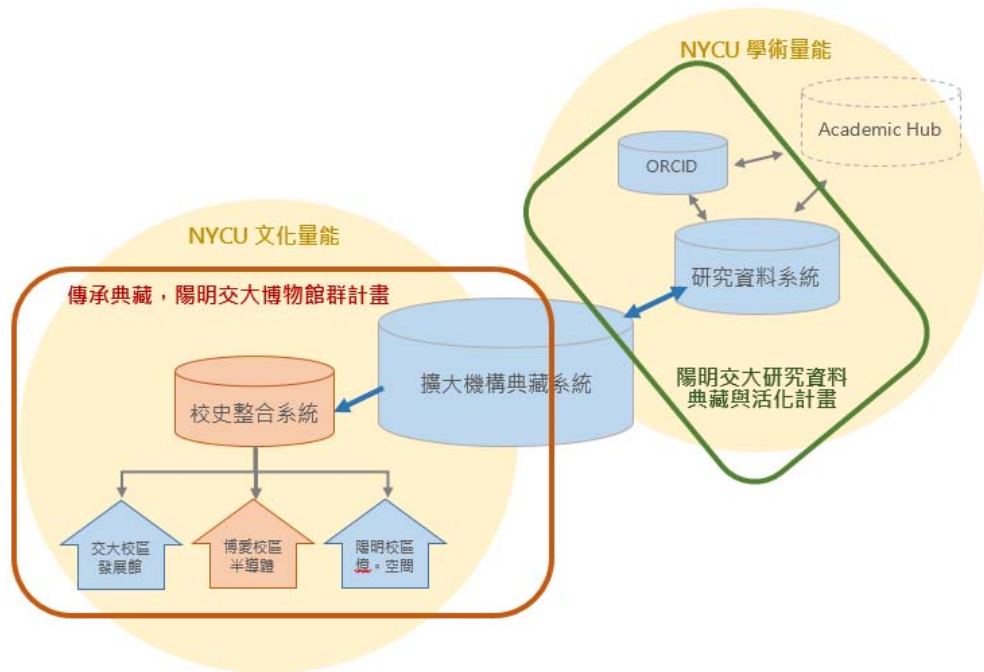 NYCU 學術量能
Academic Hub
ORCID
研究資料系統
陽明交大研究資料
典藏與活化計畫
NYCU 文化量能
傳承典藏，陽明交大博物館群計畫
擴大機構典藏系統
校史整合系統
交大校區
發展館
博愛校區
半導體
陽明校區
憶。空間